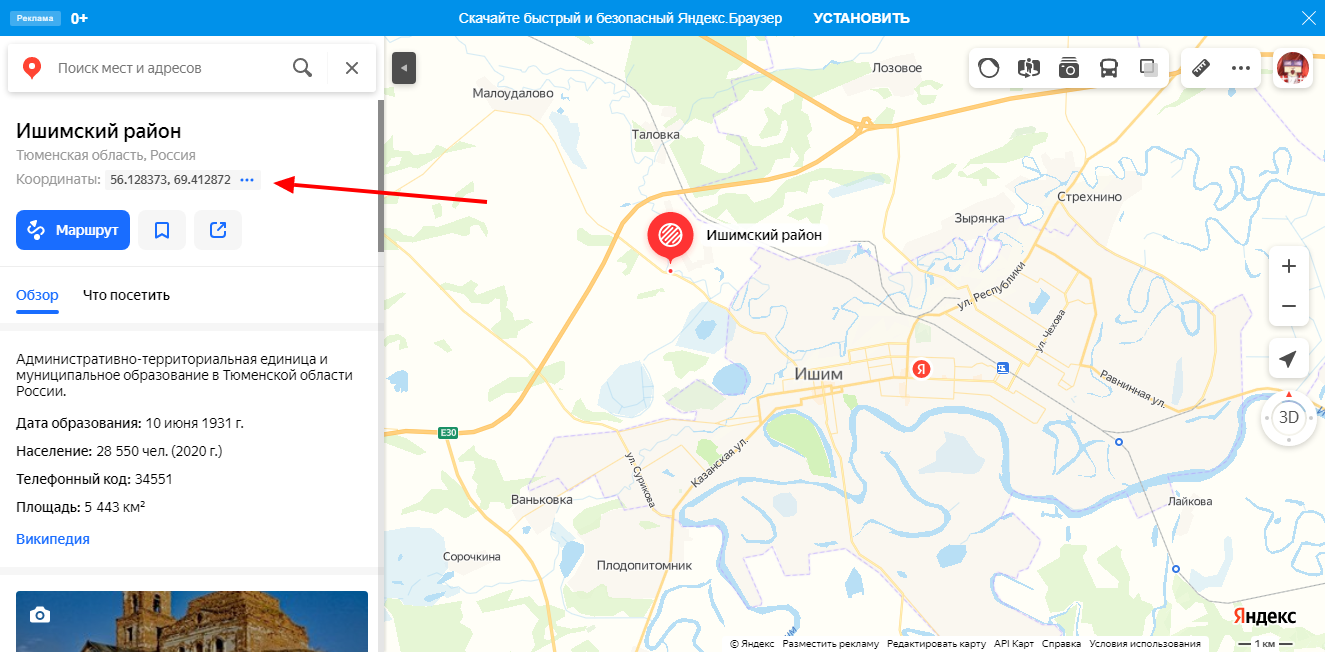 Реклама
0+
Скачайте быстрый и безопасный Яндекс.Браузер
УСТАНОВИТЬ
Поиск мест и адресов
Ишимский район
Тюменская область, Россия
Координаты: 56.128373, 69.412872
Маршрут
Обзор
Что посетить
Административно-территориальная единица и
муниципальное образование в Тюменской области
России.
Дата образования: 10 июня 1931 г.
Население: 28 550 чел. (2020 г.)
Телефонный код: 34551
Площадь: 5 443 км²
Википедия
Лозовое
Малоудалово
Таловка
Стрехнино
Зырянка
Ишимский район
ул. Республики
ул. Чехова
Я
Ишим
Равнинная ул.
3D
E30
Казанская ул.
ул. Сурикова
Ваньковка
Лайкова
Сорочкина
Плодопитомник
Яндекс
© Яндекс
Разместить рекламу
Редактировать карту
API Карт
Справка
Условия использования
1 км